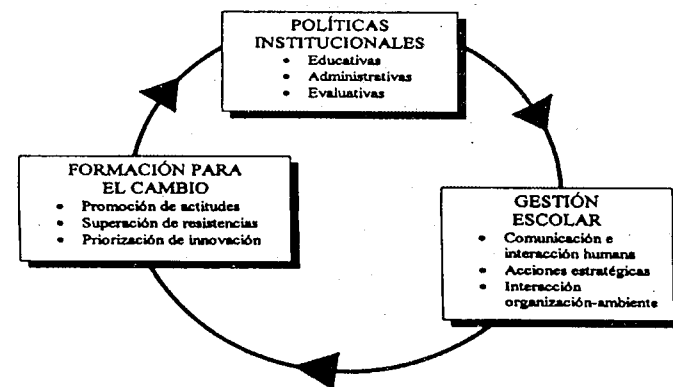 POLÍTICAS
INSTITUCIONALES
• Educativas
• Administrativas
• Evaluativas
FORMACIÓN PARA
EL CAMBIO
• Promoción de actitudes
• Superación de resistencias
• Priorización de innovación
GESTIÓN
ESCOLAR
• Comunicación e
interacción humana
• Acciones estratégicas
• Interacción
organización-ambiente